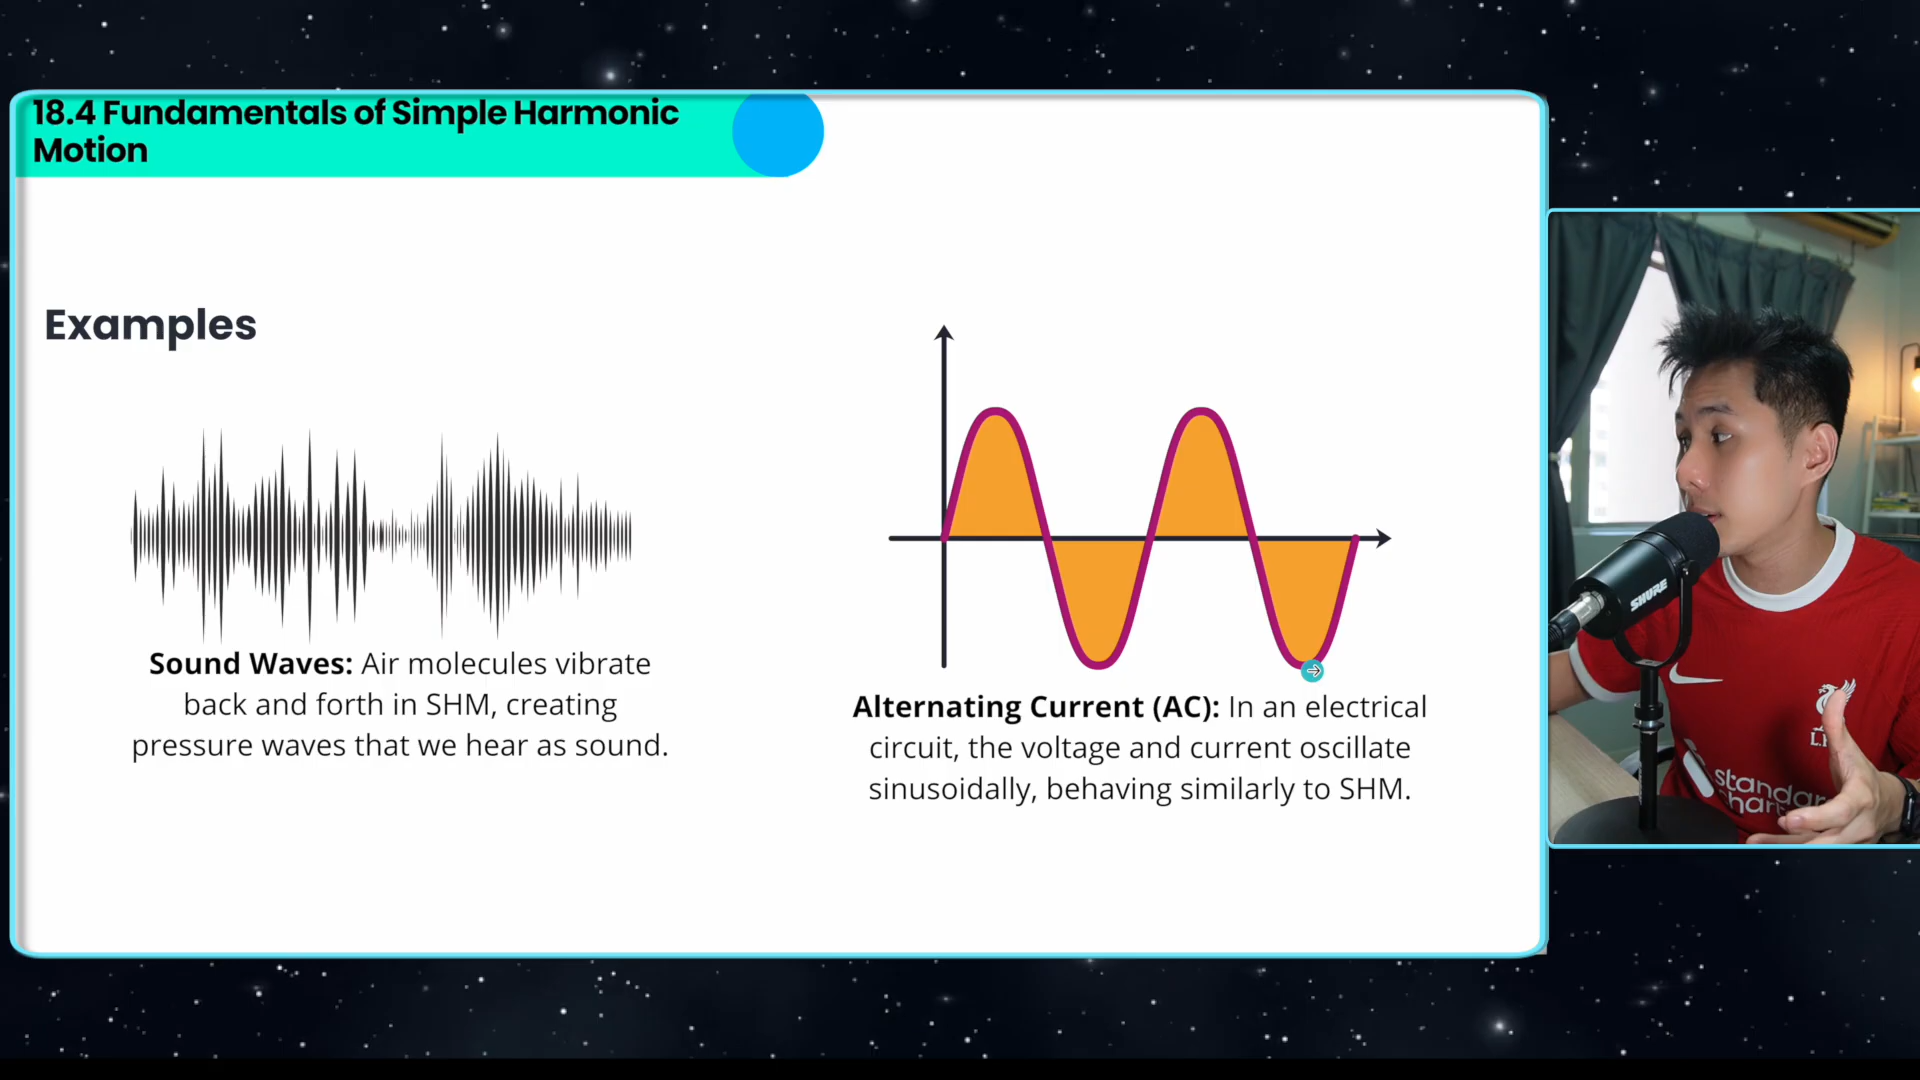 18.4 Fundamentals of Simple Harmonic
Motion
Examples
Sound Waves: Air molecules vibrate
back and forth in SHM, creating
pressure waves that we hear as sound.
Alternating Current (AC): In an electrical
circuit, the voltage and current oscillate
sinusoidally, behaving similarly to SHM.
SHURE
standard